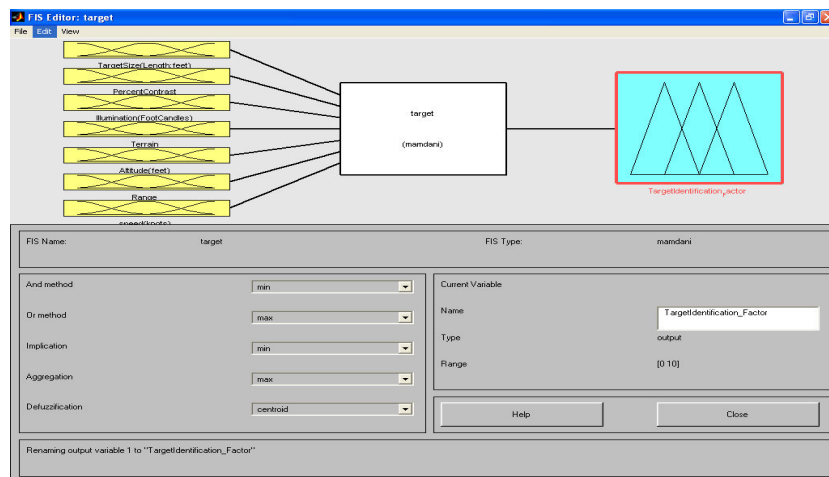 FIS Editor: target
File Edit View
TargetSize(Length:feet)
PercentContrast
Illumination(FootCandles)
Terrain
Altitude(feet)
Range
speed(knots)
target
(mamdani)
TargetIdentification_Factor
FIS Name: target FIS Type: mamdani
And method min
Or method max
Implication min
Aggregation max
Defuzzification centroid
Current Variable
Name TargetIdentification_Factor
Type output
Range [0 10]
Help Close
Renaming output variable 1 to "TargetIdentification_Factor"